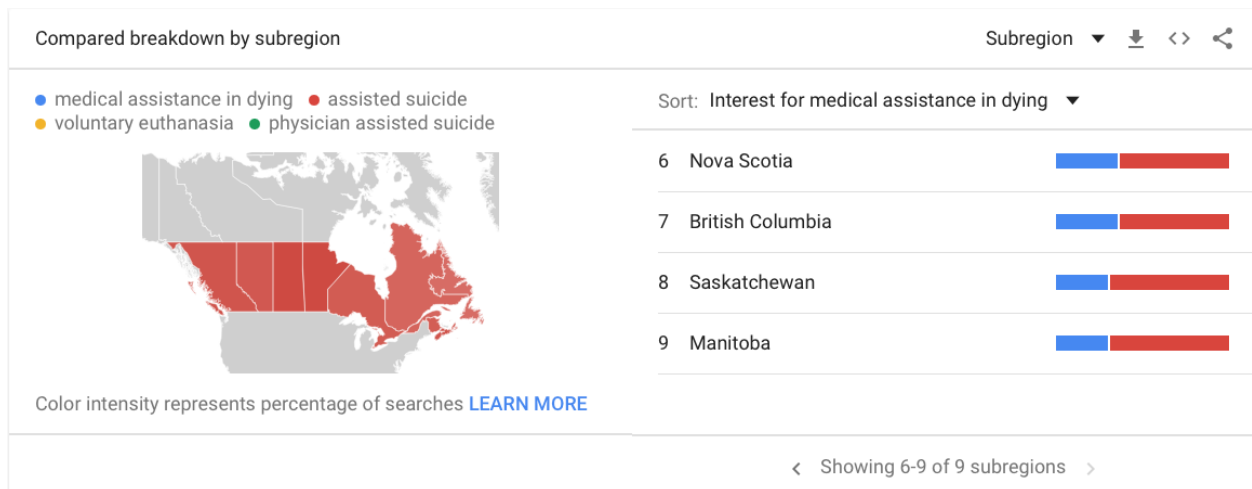 Compared breakdown by subregion
Subregion
medical assistance in dying assisted suicide
voluntary euthanasia physician assisted suicide
Color intensity represents percentage of searches LEARN MORE
Sort: Interest for medical assistance in dying
6 Nova Scotia
7 British Columbia
8 Saskatchewan
9 Manitoba
Showing 6-9 of 9 subregions